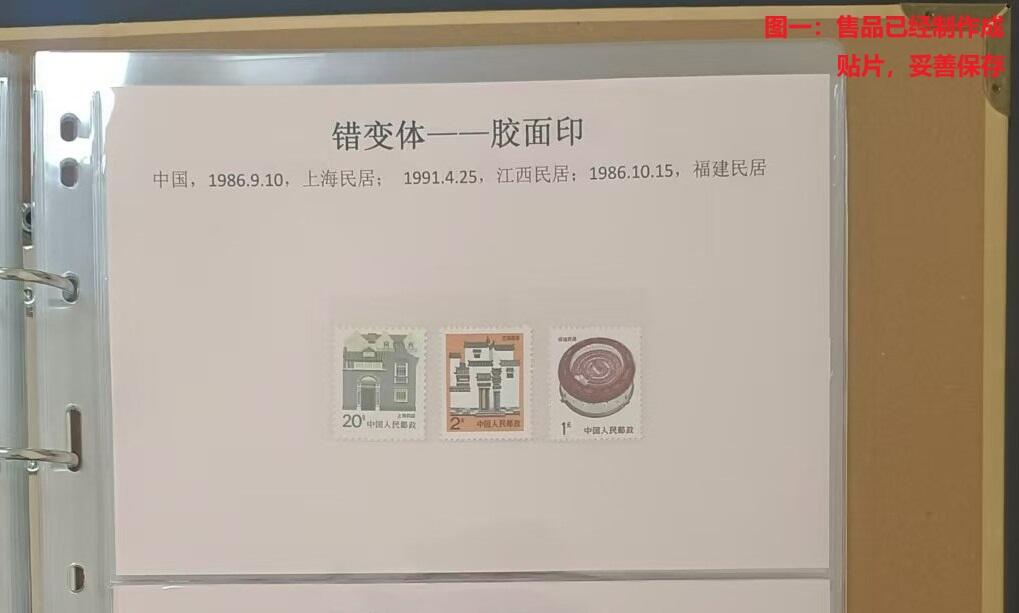 图一：售品已经制作成
贴片，妥善保存
错变体——胶面印
中国，1986.9.10，上海民居； 1991.4.25，江西民居；1986.10.15，福建民居
上海民居
20分 中国人民邮政
江西民居
2元 中国人民邮政
福建民居
1元 中国人民邮政